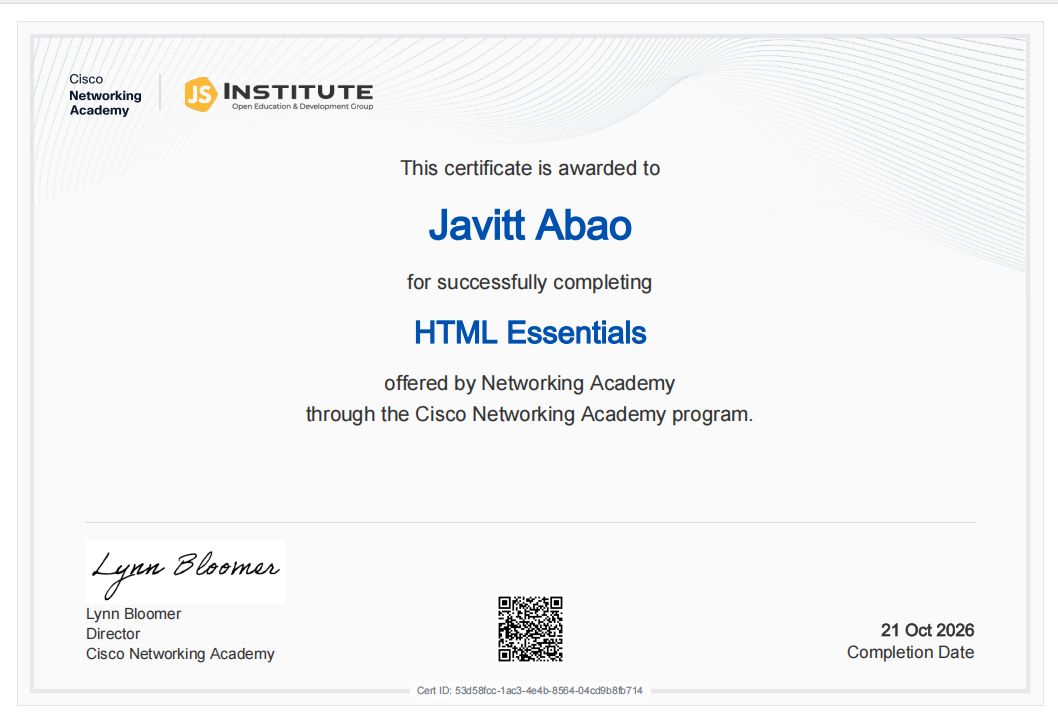 Cisco
Networking
Academy
JS INSTITUTE
Open Education & Development Group
This certificate is awarded to
Javitt Abao
for successfully completing
HTML Essentials
offered by Networking Academy
through the Cisco Networking Academy program.
Lynn Bloomer
Lynn Bloomer
Director
Cisco Networking Academy
21 Oct 2026
Completion Date
Cert ID: 53d58fcc-1ac3-4e4b-8564-04cd9b8fb714